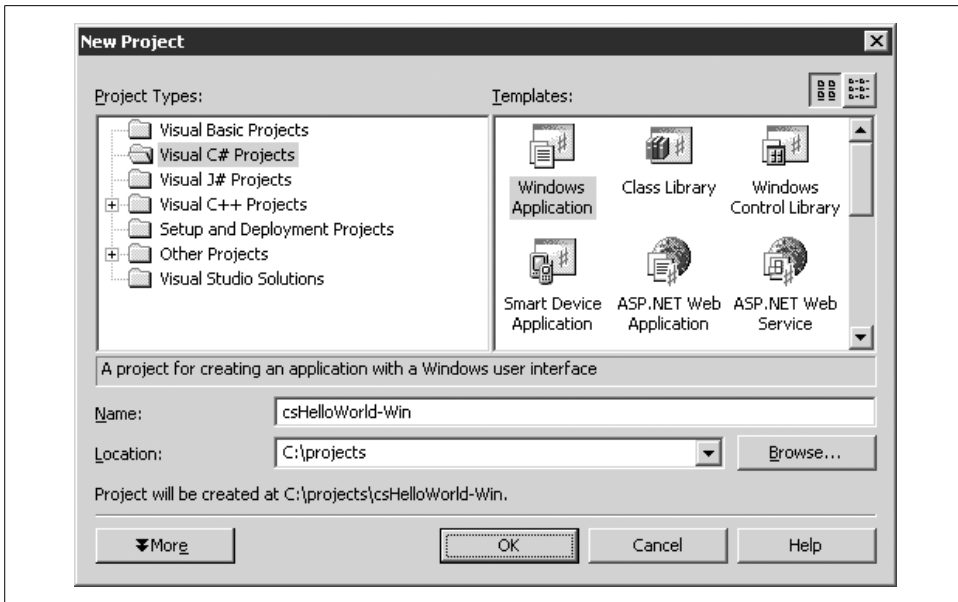 New Project
Project Types:
Templates:
Visual Basic Projects
Visual C# Projects
Visual J# Projects
Visual C++ Projects
Setup and Deployment Projects
Other Projects
Visual Studio Solutions
Windows
Application
Class Library
Windows
Control Library
Smart Device
Application
ASP.NET Web
Application
ASP.NET Web
Service
A project for creating an application with a Windows user interface
Name:
csHelloWorld-Win
Location:
C:\projects
Browse...
Project will be created at C:\projects\csHelloWorld-Win.
More
OK
Cancel
Help